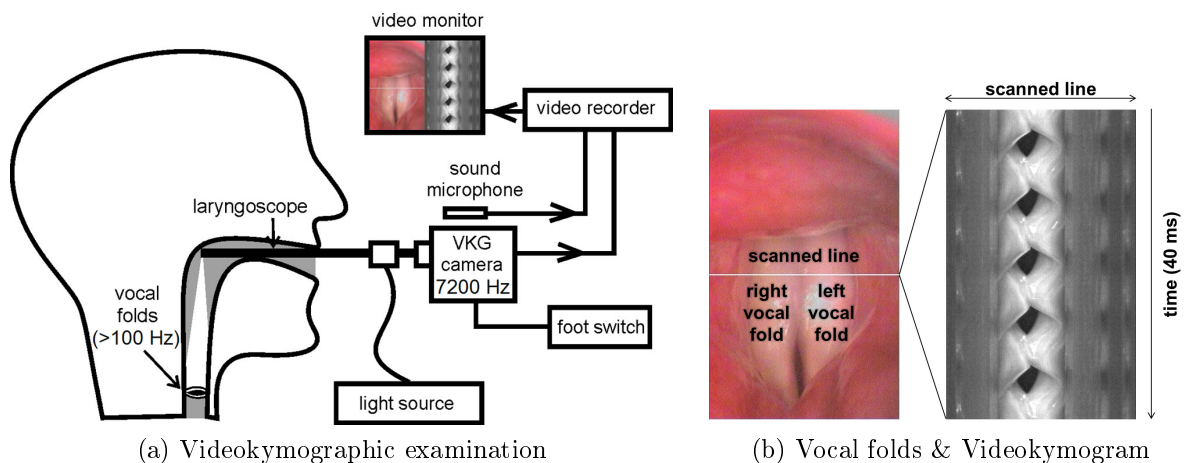 video monitor
video recorder
sound
microphone
laryngoscope
VKG
camera
7200 Hz
vocal
folds
(>100 Hz)
foot switch
light source
(a) Videokymographic examination
scanned line
scanned line
right
vocal
fold
left
vocal
fold
time (40 ms)
(b) Vocal folds & Videokymogram